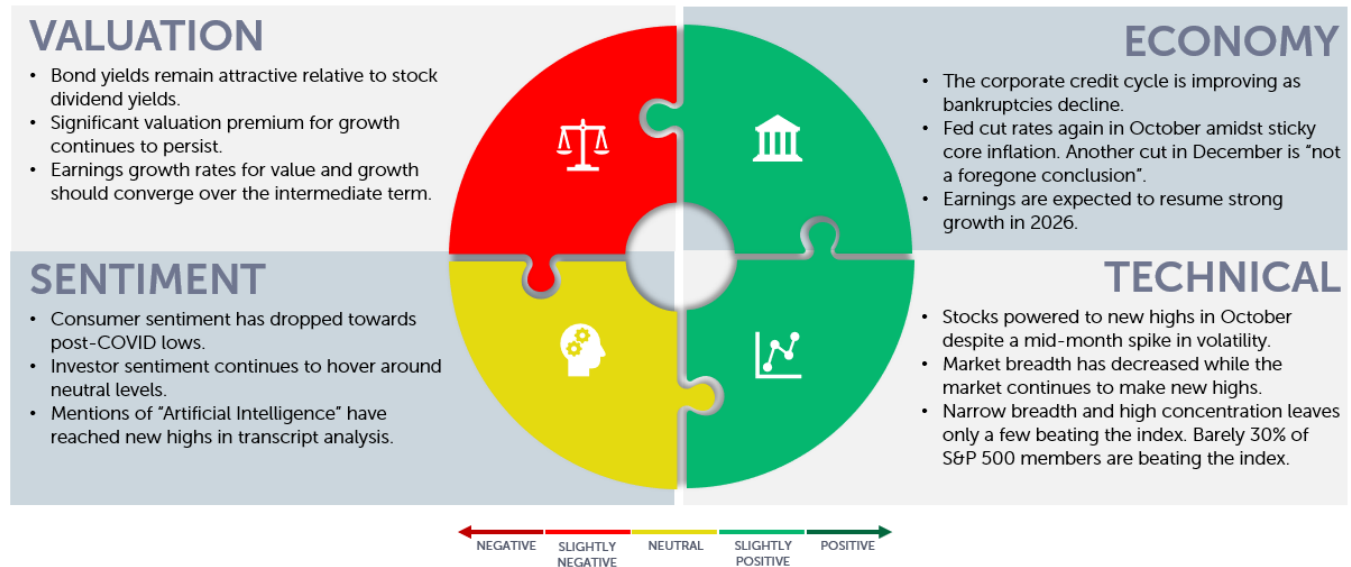 VALUATION
• Bond yields remain attractive relative to stock
dividend yields.
• Significant valuation premium for growth
continues to persist.
• Earnings growth rates for value and growth
should converge over the intermediate term.
ECONOMY
• The corporate credit cycle is improving as
bankruptcies decline.
• Fed cut rates again in October amidst sticky
core inflation. Another cut in December is “not
a foregone conclusion”.
• Earnings are expected to resume strong
growth in 2026.
SENTIMENT
• Consumer sentiment has dropped towards
post-COVID lows.
• Investor sentiment continues to hover around
neutral levels.
• Mentions of “Artificial Intelligence” have
reached new highs in transcript analysis.
TECHNICAL
• Stocks powered to new highs in October
despite a mid-month spike in volatility.
• Market breadth has decreased while the
market continues to make new highs.
• Narrow breadth and high concentration leaves
only a few beating the index. Barely 30% of
S&P 500 members are beating the index.
NEGATIVE
SLIGHTLY
NEGATIVE
NEUTRAL
SLIGHTLY
POSITIVE
POSITIVE